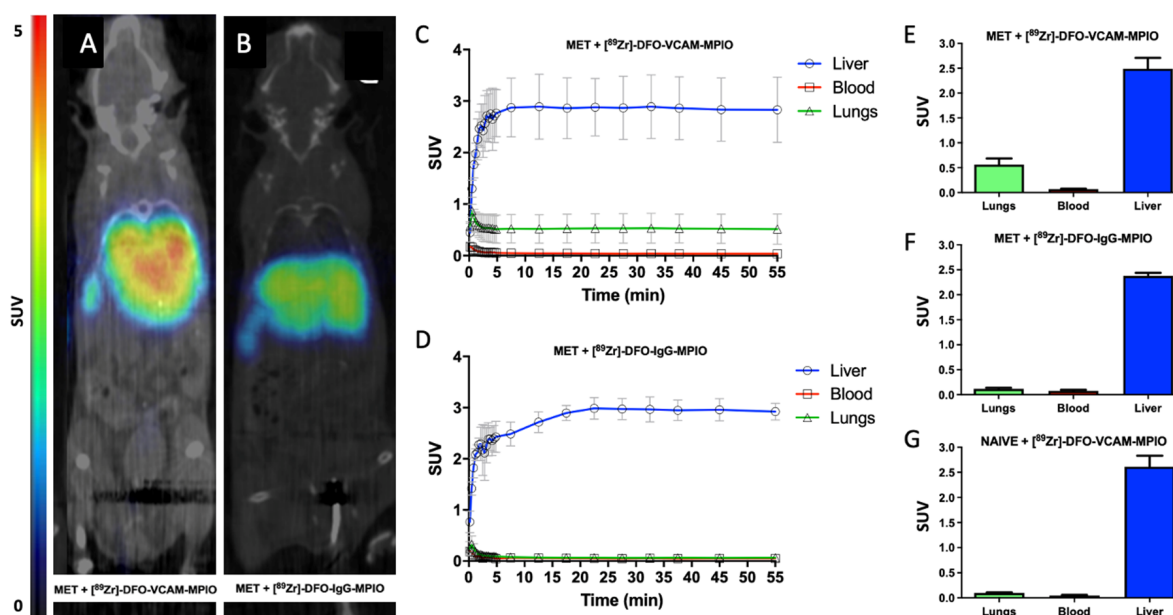 5
SUV
0
A
MET + [⁸⁹Zr]-DFO-VCAM-MPIO
B
MET + [⁸⁹Zr]-DFO-IgG-MPIO
C
MET + [⁸⁹Zr]-DFO-VCAM-MPIO
4
3
2
1
0
SUV
0 5 10 15 20 25 30 35 40 45 50 55
Time (min)
Liver
Blood
Lungs
D
MET + [⁸⁹Zr]-DFO-IgG-MPIO
4
3
2
1
0
SUV
0 5 10 15 20 25 30 35 40 45 50 55
Time (min)
Liver
Blood
Lungs
E
MET + [⁸⁹Zr]-DFO-VCAM-MPIO
3.0
2.5
2.0
1.5
1.0
0.5
0.0
SUV
Lungs Blood Liver
F
MET + [⁸⁹Zr]-DFO-IgG-MPIO
3.0
2.5
2.0
1.5
1.0
0.5
0.0
SUV
Lungs Blood Liver
G
NAIVE + [⁸⁹Zr]-DFO-VCAM-MPIO
3.0
2.5
2.0
1.5
1.0
0.5
0.0
SUV
Lungs Blood Liver